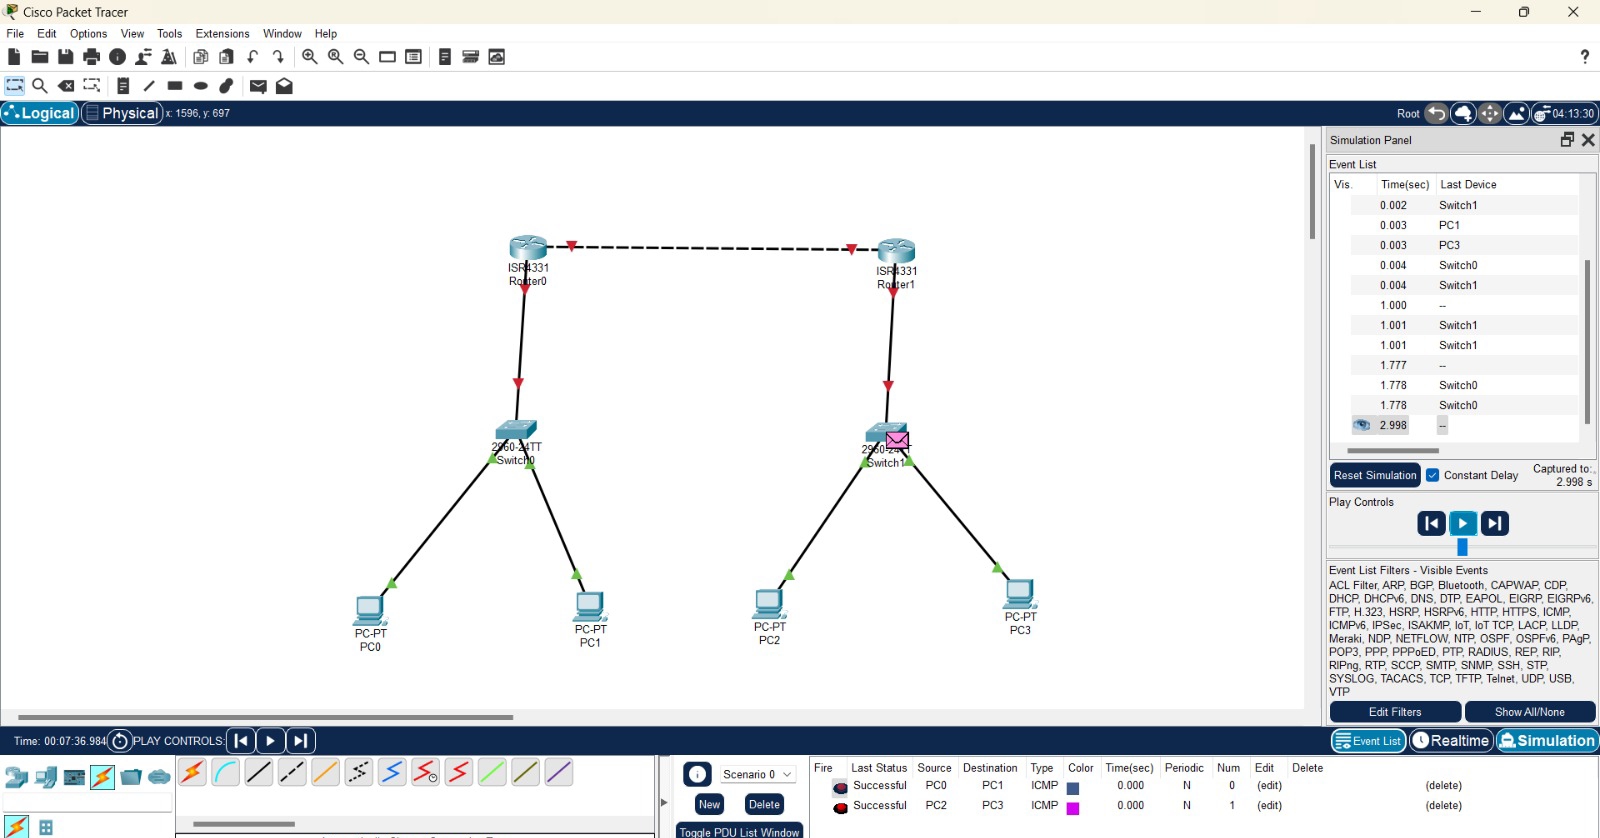 Cisco Packet Tracer
File Edit Options View Tools Extensions Window Help
?
Logical Physical x: 1596, y: 697
Root 04:13:30
ISR4331
Router0
ISR4331
Router1
2960-24TT
Switch0
Switch1
PC-PT
PC0
PC-PT
PC1
PC-PT
PC2
PC-PT
PC3
Simulation Panel
Event List
Vis. Time(sec) Last Device
0.002 Switch1
0.003 PC1
0.003 PC3
0.004 Switch0
0.004 Switch1
1.000 --
1.001 Switch1
1.001 Switch1
1.777 --
1.778 Switch0
1.778 Switch0
2.998 --
Reset Simulation Constant Delay Captured to:
2.998 s
Play Controls
Event List Filters - Visible Events
ACL Filter, ARP, BGP, Bluetooth, CAPWAP, CDP,
DHCP, DHCPv6, DNS, DTP, EAPOL, EIGRP, EIGRPv6,
FTP, H.323, HSRP, HSRPv6, HTTP, HTTPS, ICMP,
ICMPv6, IPSec, ISAKMP, IoT, IoT TCP, LACP, LLDP,
Meraki, NDP, NETFLOW, NTP, OSPF, OSPFv6, PAgP,
POP3, PPP, PPPoED, PTP, RADIUS, REP, RIP,
RIPng, RTP, SCCP, SMTP, SNMP, SSH, STP,
SYSLOG, TACACS, TCP, TFTP, Telnet, UDP, USB,
VTP
Edit Filters Show All/None
Time: 00:07:36.984 PLAY CONTROLS:
Event List Realtime Simulation
Scenario 0
New Delete
Toggle PDU List Window
Fire Last Status Source Destination Type Color Time(sec) Periodic Num Edit Delete
Successful PC0 PC1 ICMP 0.000 N 0 (edit) (delete)
Successful PC2 PC3 ICMP 0.000 N 1 (edit) (delete)